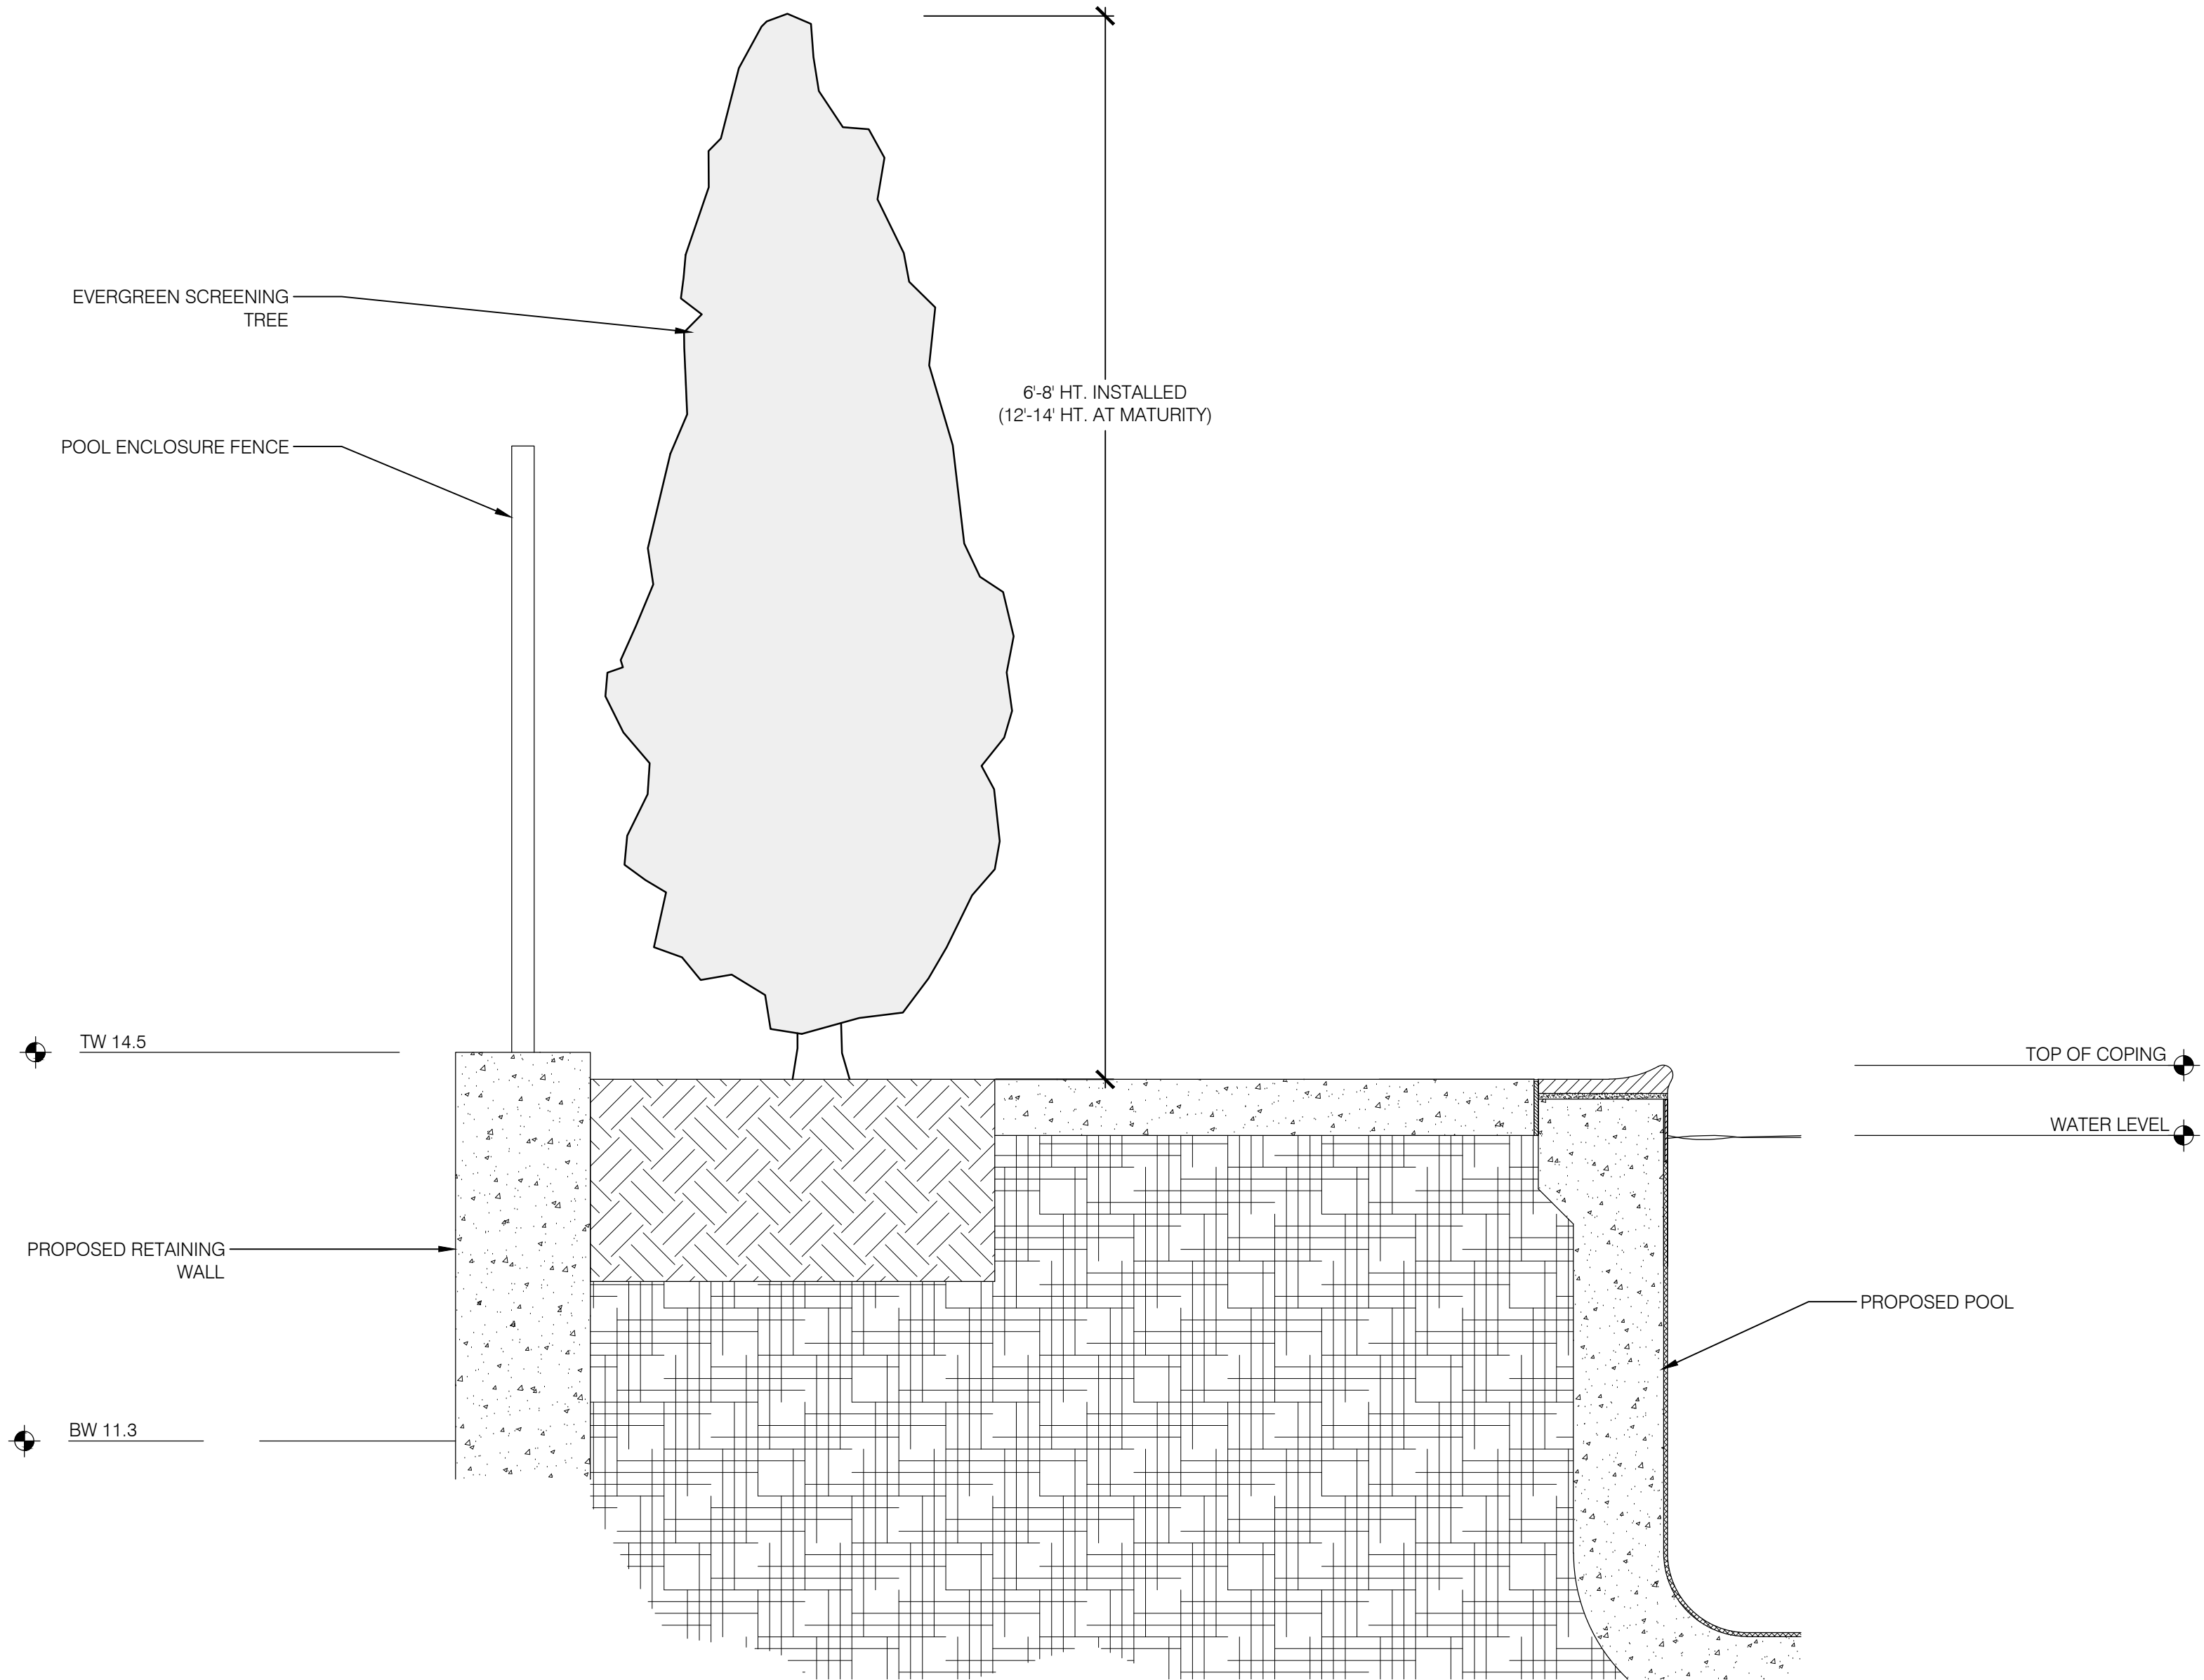 EVERGREEN SCREENING
TREE
6'-8' HT. INSTALLED
(12'-14' HT. AT MATURITY)
POOL ENCLOSURE FENCE
TW 14.5
TOP OF COPING
WATER LEVEL
PROPOSED RETAINING
WALL
PROPOSED POOL
BW 11.3